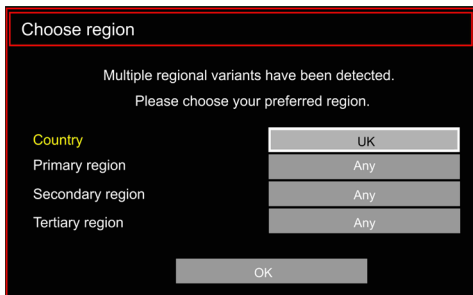 Choose region
Multiple regional variants have been detected.
Please choose your preferred region.
Country UK
Primary region Any
Secondary region Any
Tertiary region Any
OK